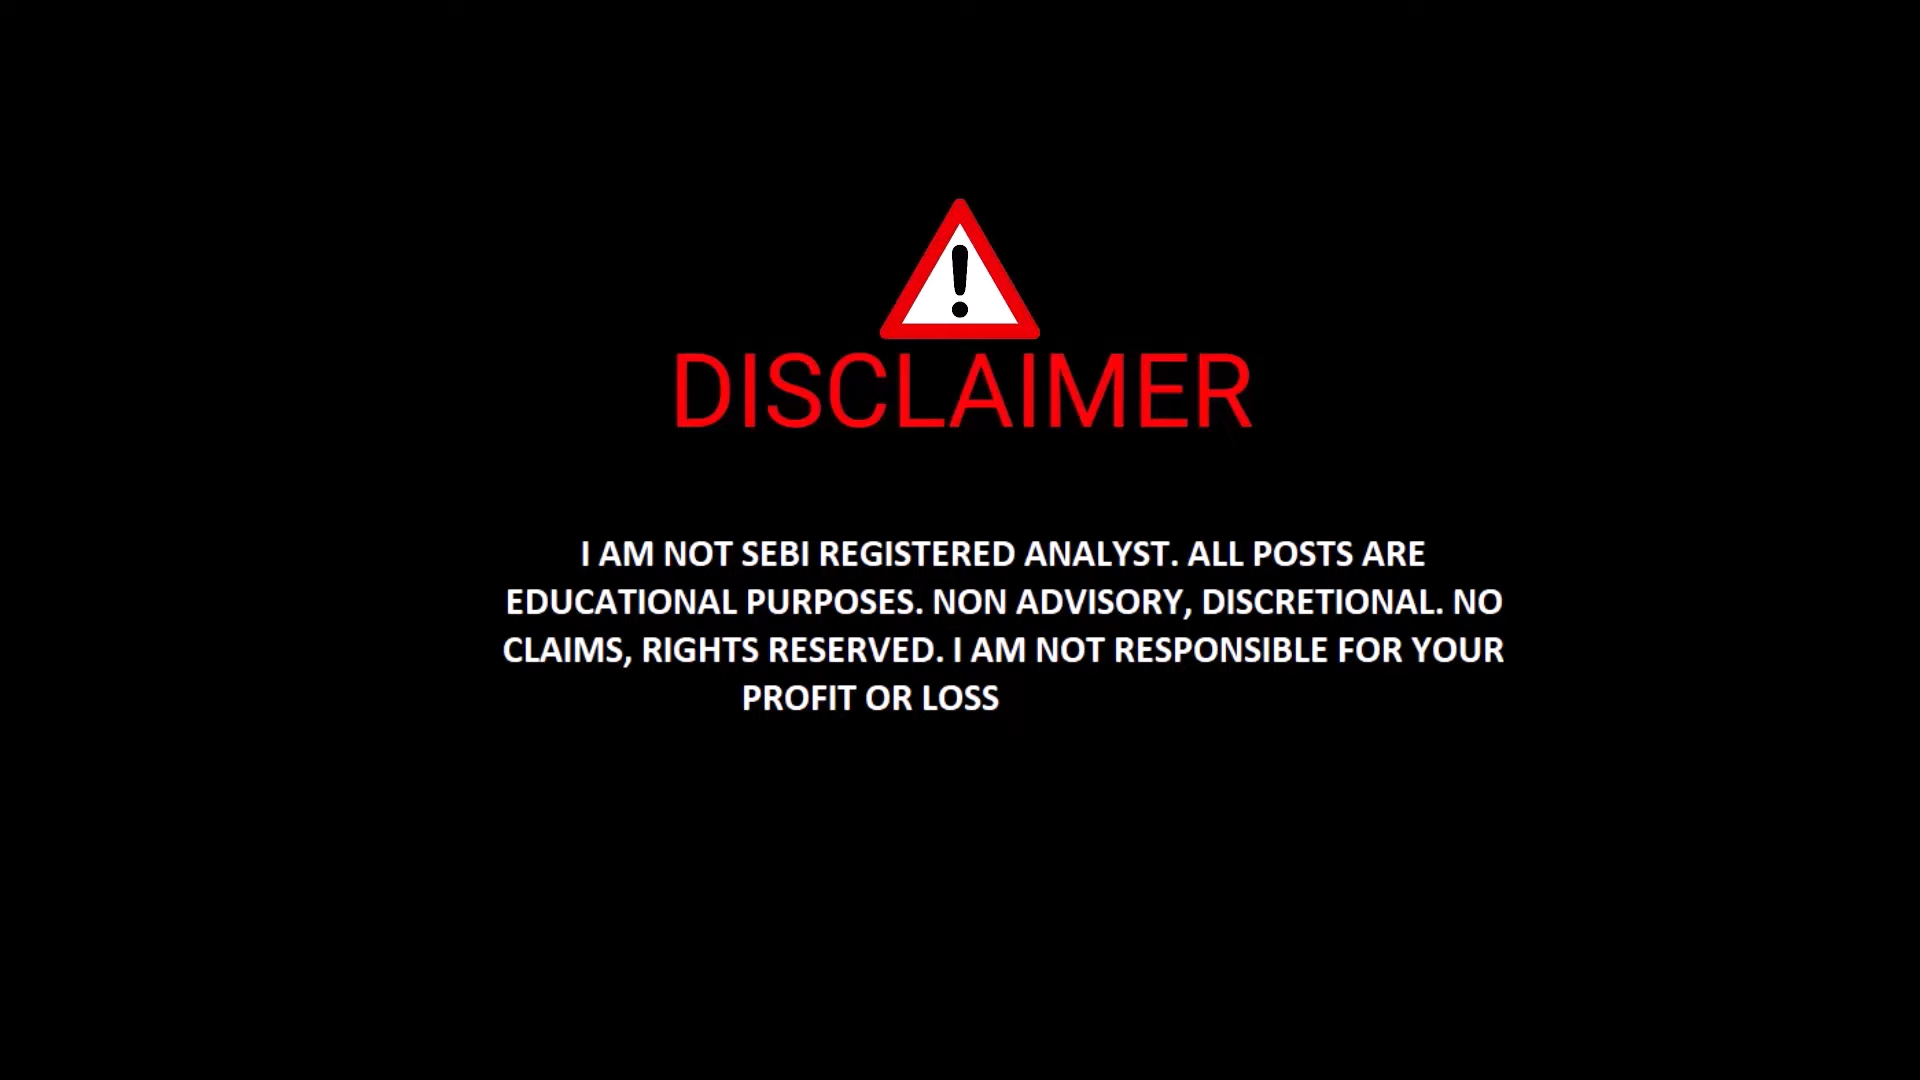 DISCLAIMER
I AM NOT SEBI REGISTERED ANALYST. ALL POSTS ARE
EDUCATIONAL PURPOSES. NON ADVISORY, DISCRETIONAL. NO
CLAIMS, RIGHTS RESERVED. I AM NOT RESPONSIBLE FOR YOUR
PROFIT OR LOSS